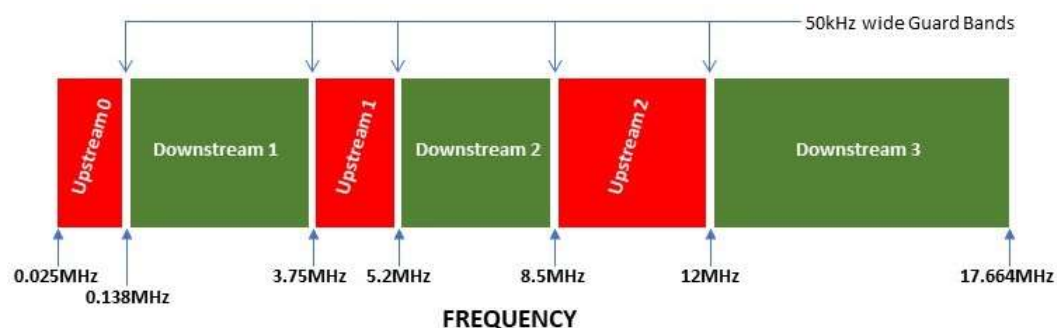 50kHz wide Guard Bands
Upstream 0
Downstream 1
Upstream 1
Downstream 2
Upstream 2
Downstream 3
0.025MHz
0.138MHz
3.75MHz
5.2MHz
8.5MHz
12MHz
17.664MHz
FREQUENCY